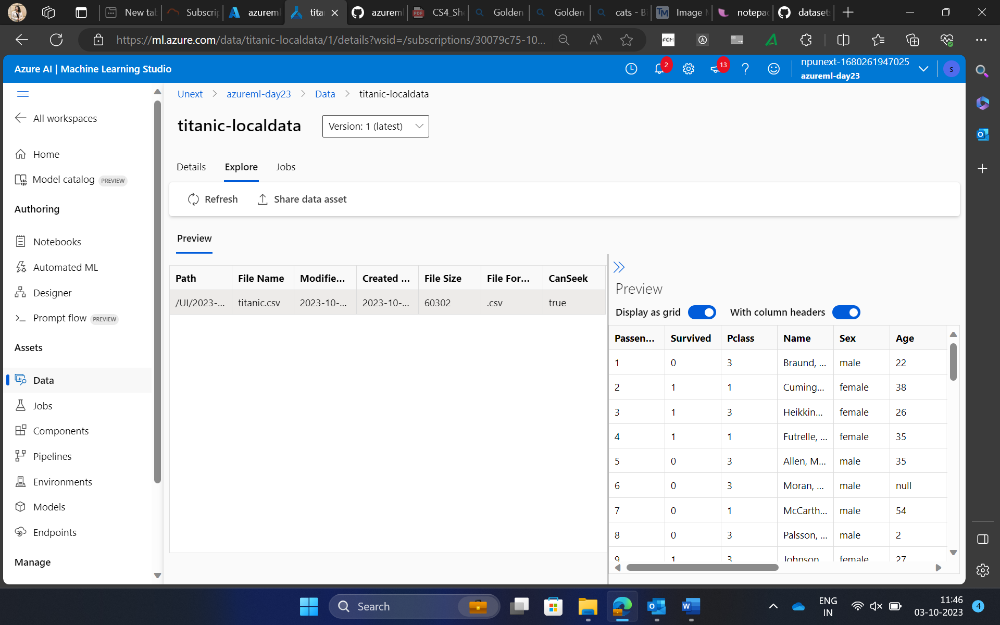 New tab
Subscrip
azureml
tita
azureml
CS4_Sh
Golden
Golden
cats - B
Image M
notepa
dataset
https://ml.azure.com/data/titanic-localdata/1/details?wsid=/subscriptions/30079c75-10...
Azure AI | Machine Learning Studio
2
13
npunext-1680261947025
azureml-day23
S
All workspaces
Home
Model catalog PREVIEW
Authoring
Notebooks
Automated ML
Designer
Prompt flow PREVIEW
Assets
Data
Jobs
Components
Pipelines
Environments
Models
Endpoints
Manage
Unext > azureml-day23 > Data > titanic-localdata
titanic-localdata
Version: 1 (latest)
Details Explore Jobs
Refresh Share data asset
Preview
Path File Name Modifie... Created ... File Size File For... CanSeek
/UI/2023-... titanic.csv 2023-10-... 2023-10-... 60302 .csv true
Preview
Display as grid With column headers
Passen... Survived Pclass Name Sex Age
1 0 3 Braund, ... male 22
2 1 1 Cuming... female 38
3 1 3 Heikkin... female 26
4 1 1 Futrelle, ... female 35
5 0 3 Allen, M... male 35
6 0 3 Moran, ... male null
7 0 1 McCarth... male 54
8 0 3 Palsson, ... male 2
9 1 3 Johnson female 27
Search
ENG
IN
11:46
03-10-2023
4